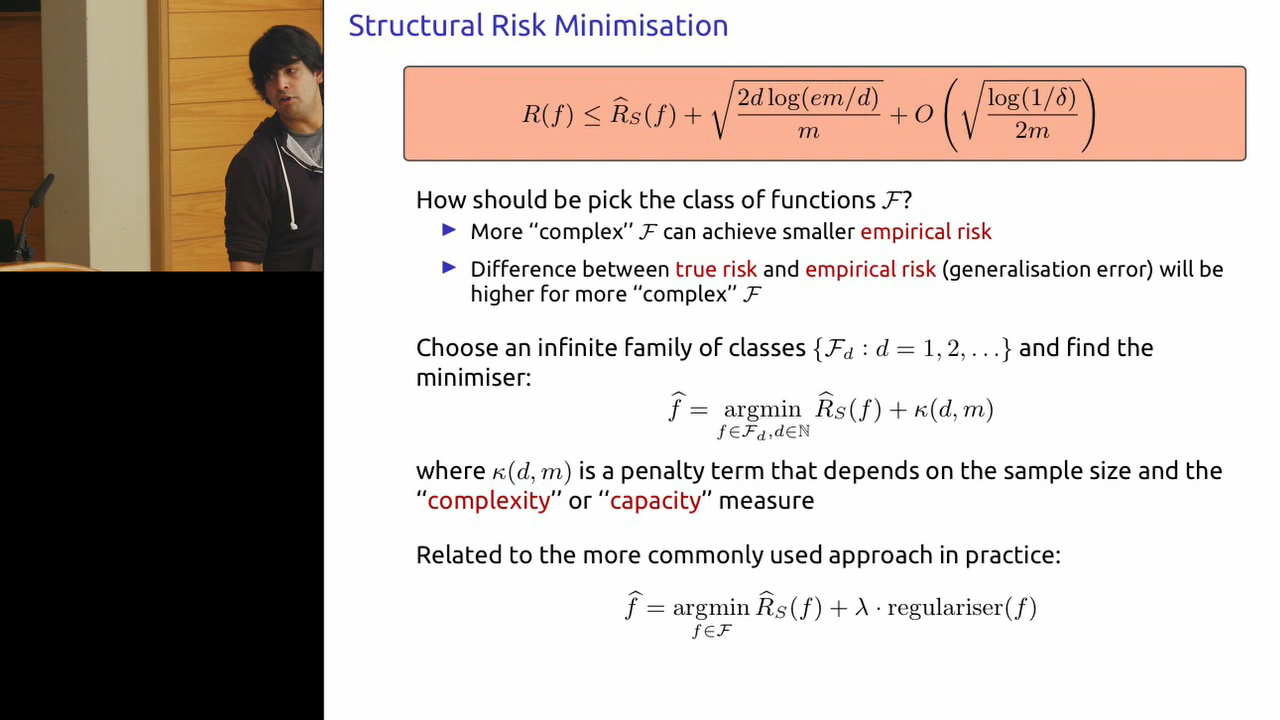 Structural Risk Minimisation
R(f) ≤ R̂_S(f) + √(2d log(em/d) / m) + O(√(log(1/δ) / 2m))
How should be pick the class of functions ℱ?
▶ More “complex” ℱ can achieve smaller empirical risk
▶ Difference between true risk and empirical risk (generalisation error) will be
higher for more “complex” ℱ
Choose an infinite family of classes {ℱ_d : d = 1, 2, . . .} and find the
minimiser:
f̂ = argmin_{f∈ℱ_d, d∈ℕ} R̂_S(f) + κ(d, m)
where κ(d, m) is a penalty term that depends on the sample size and the
“complexity” or “capacity” measure
Related to the more commonly used approach in practice:
f̂ = argmin_{f∈ℱ} R̂_S(f) + λ · regulariser(f)